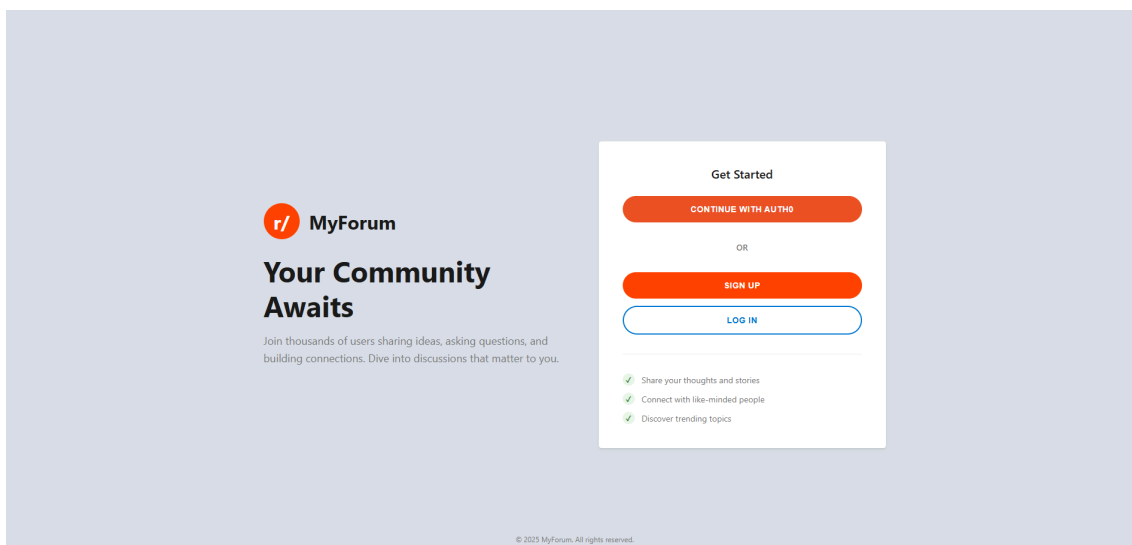 r/ MyForum
Your Community
Awaits
Join thousands of users sharing ideas, asking questions, and
building connections. Dive into discussions that matter to you.
Get Started
CONTINUE WITH AUTH0
OR
SIGN UP
LOG IN
✓ Share your thoughts and stories
✓ Connect with like-minded people
✓ Discover trending topics
© 2025 MyForum. All rights reserved.